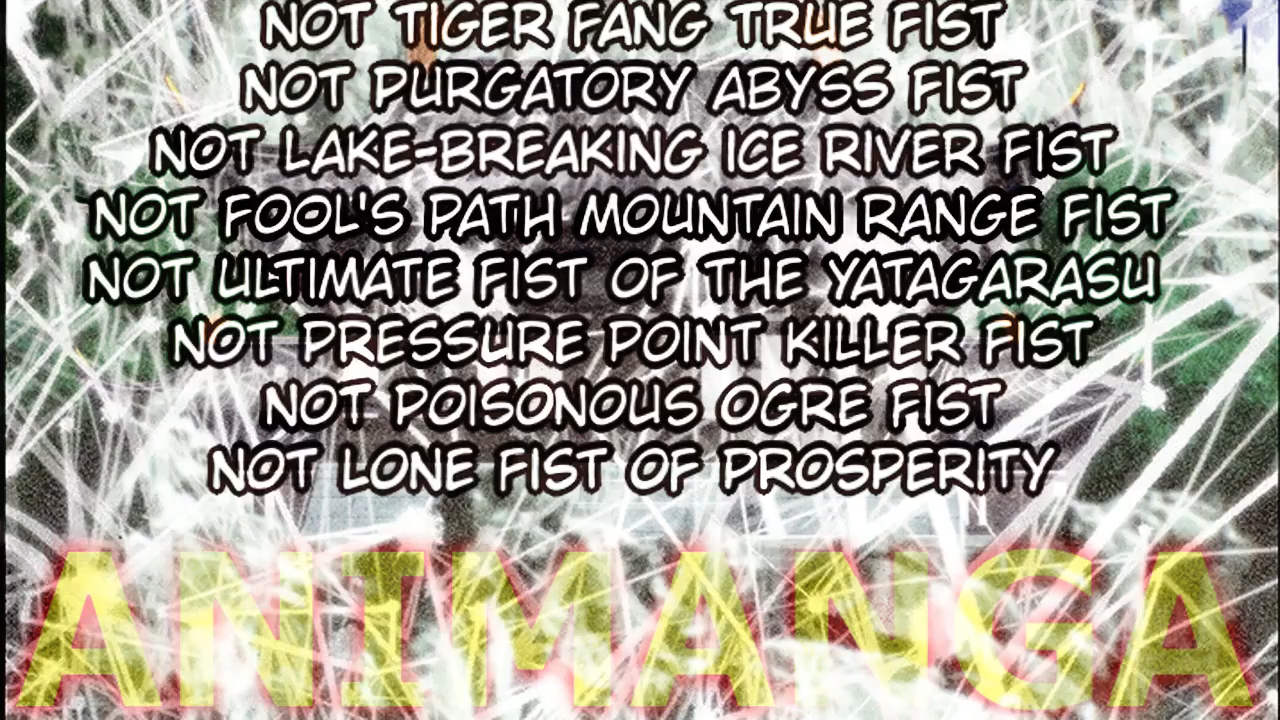 NOT TIGER FANG TRUE FIST
NOT PURGATORY ABYSS FIST
NOT LAKE-BREAKING ICE RIVER FIST
NOT FOOL'S PATH MOUNTAIN RANGE FIST
NOT ULTIMATE FIST OF THE YATAGARASU
NOT PRESSURE POINT KILLER FIST
NOT POISONOUS OGRE FIST
NOT LONE FIST OF PROSPERITY
ANIMANGA